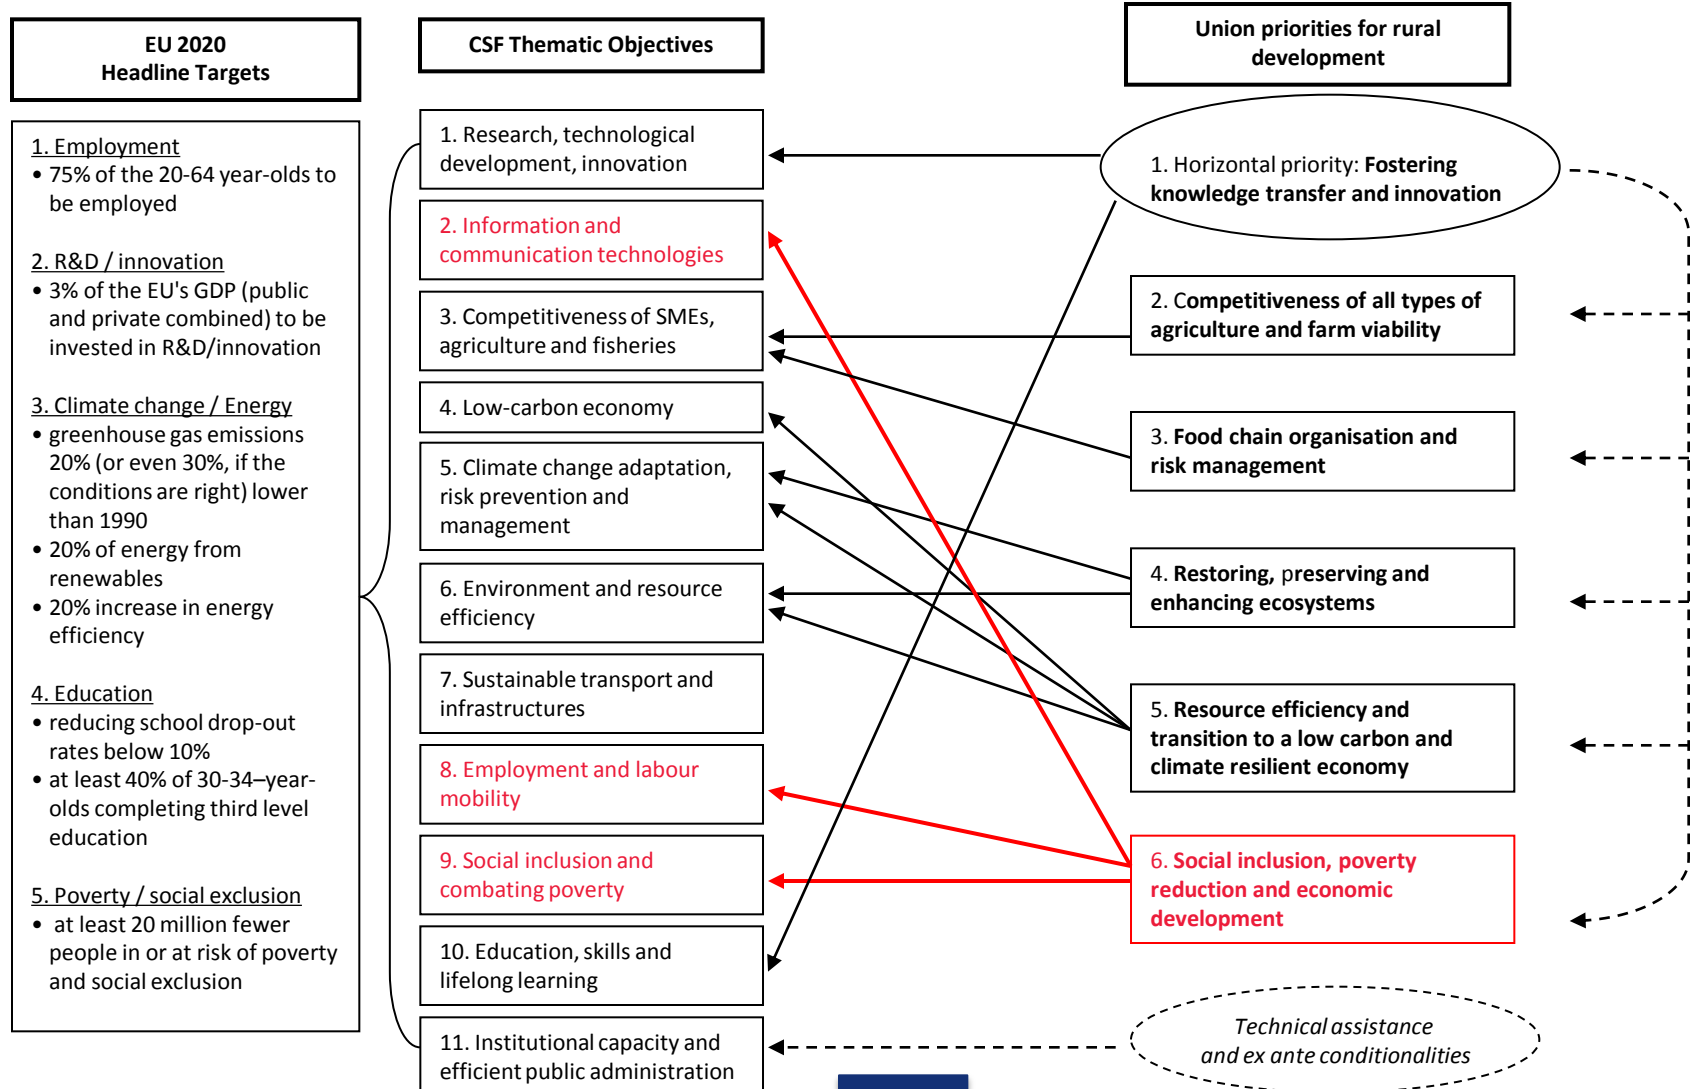 EU 2020
Headline Targets
CSF Thematic Objectives
Union priorities for rural
development
1. Employment
• 75% of the 20-64 year-olds to
be employed
2. R&D / innovation
• 3% of the EU's GDP (public
and private combined) to be
invested in R&D/innovation
3. Climate change / Energy
• greenhouse gas emissions
20% (or even 30%, if the
conditions are right) lower
than 1990
• 20% of energy from
renewables
• 20% increase in energy
efficiency
4. Education
• reducing school drop-out
rates below 10%
• at least 40% of 30-34–year-
olds completing third level
education
5. Poverty / social exclusion
• at least 20 million fewer
people in or at risk of poverty
and social exclusion
1. Research, technological
development, innovation
2. Information and
communication technologies
3. Competitiveness of SMEs,
agriculture and fisheries
4. Low-carbon economy
5. Climate change adaptation,
risk prevention and
management
6. Environment and resource
efficiency
7. Sustainable transport and
infrastructures
8. Employment and labour
mobility
9. Social inclusion and
combating poverty
10. Education, skills and
lifelong learning
11. Institutional capacity and
efficient public administration
1. Horizontal priority: Fostering
knowledge transfer and innovation
2. Competitiveness of all types of
agriculture and farm viability
3. Food chain organisation and
risk management
4. Restoring, preserving and
enhancing ecosystems
5. Resource efficiency and
transition to a low carbon and
climate resilient economy
6. Social inclusion, poverty
reduction and economic
development
Technical assistance
and ex ante conditionalities